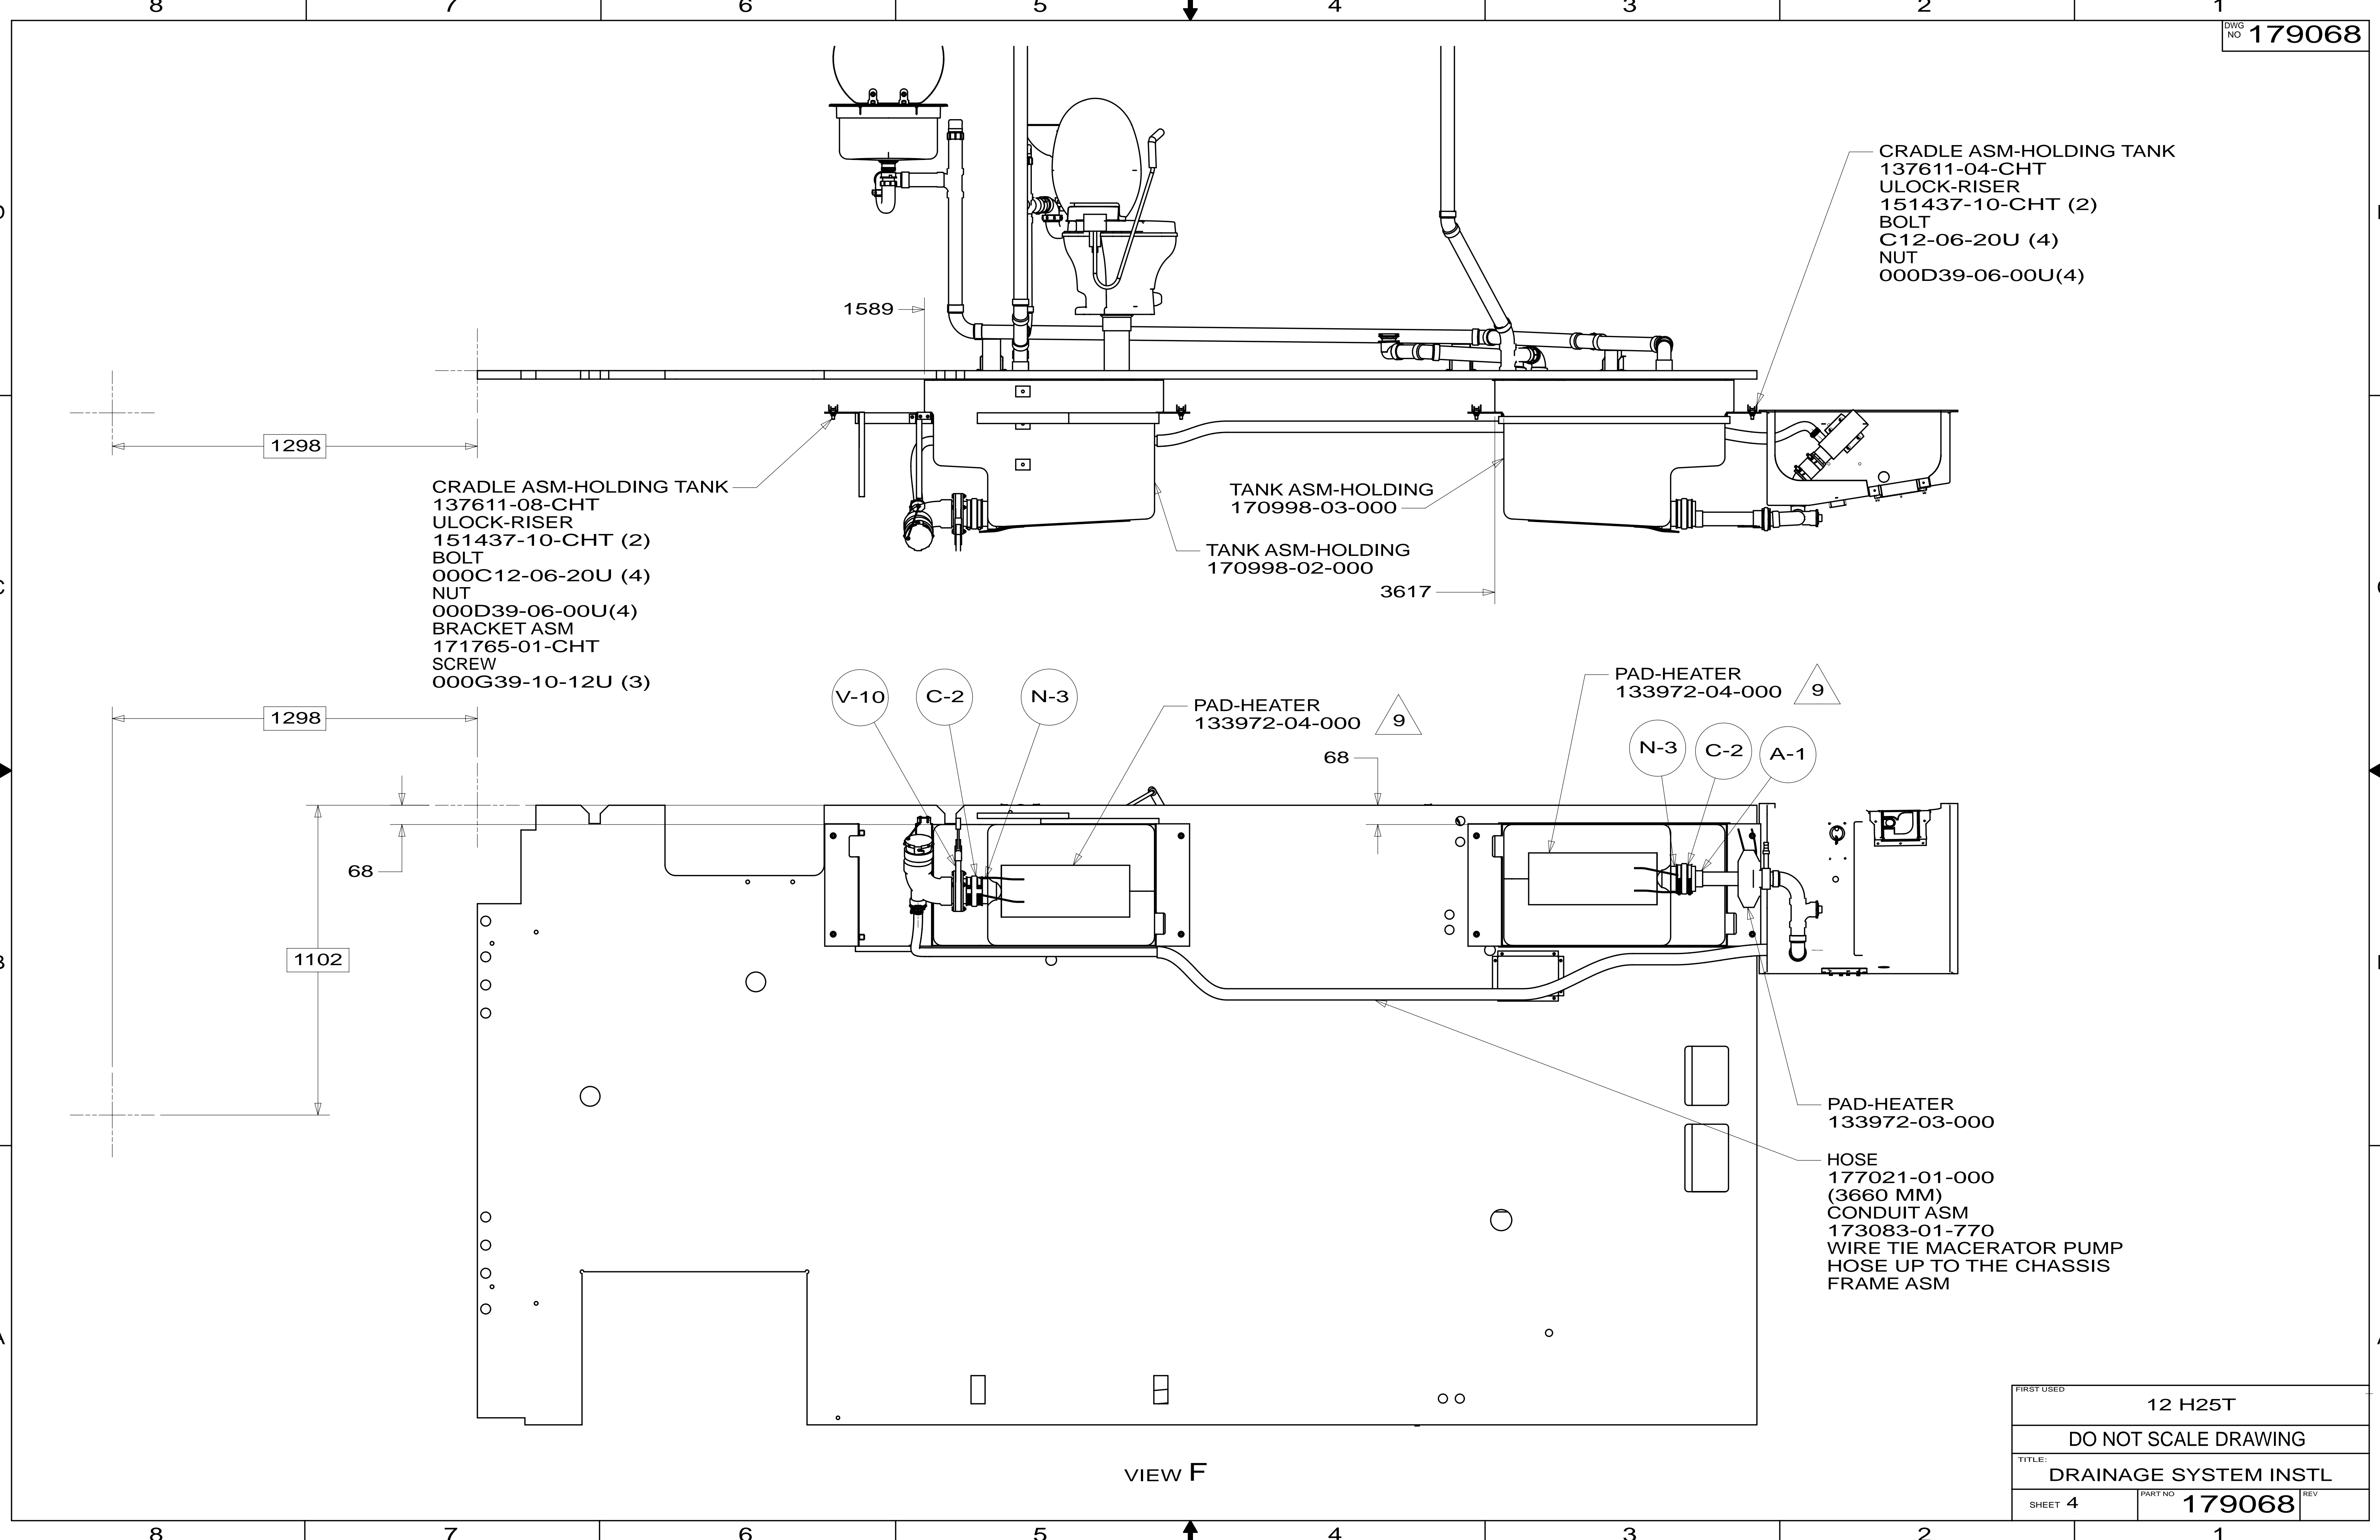 8 7 6 5 4 3 2 1
DWG NO 179068
CRADLE ASM-HOLDING TANK
137611-04-CHT
ULOCK-RISER
151437-10-CHT (2)
BOLT
C12-06-20U (4)
NUT
000D39-06-00U(4)
1589
1298
CRADLE ASM-HOLDING TANK
137611-08-CHT
ULOCK-RISER
151437-10-CHT (2)
BOLT
000C12-06-20U (4)
NUT
000D39-06-00U(4)
BRACKET ASM
171765-01-CHT
SCREW
000G39-10-12U (3)
TANK ASM-HOLDING
170998-03-000
TANK ASM-HOLDING
170998-02-000
3617
1298
V-10
C-2
N-3
PAD-HEATER
133972-04-000
9
PAD-HEATER
133972-04-000
9
68
N-3
C-2
A-1
68
1102
PAD-HEATER
133972-03-000
HOSE
177021-01-000
(3660 MM)
CONDUIT ASM
173083-01-770
WIRE TIE MACERATOR PUMP
HOSE UP TO THE CHASSIS
FRAME ASM
VIEW F
FIRST USED
12 H25T
DO NOT SCALE DRAWING
TITLE:
DRAINAGE SYSTEM INSTL
SHEET 4
PART NO 179068
REV
8 7 6 5 4 3 2 1